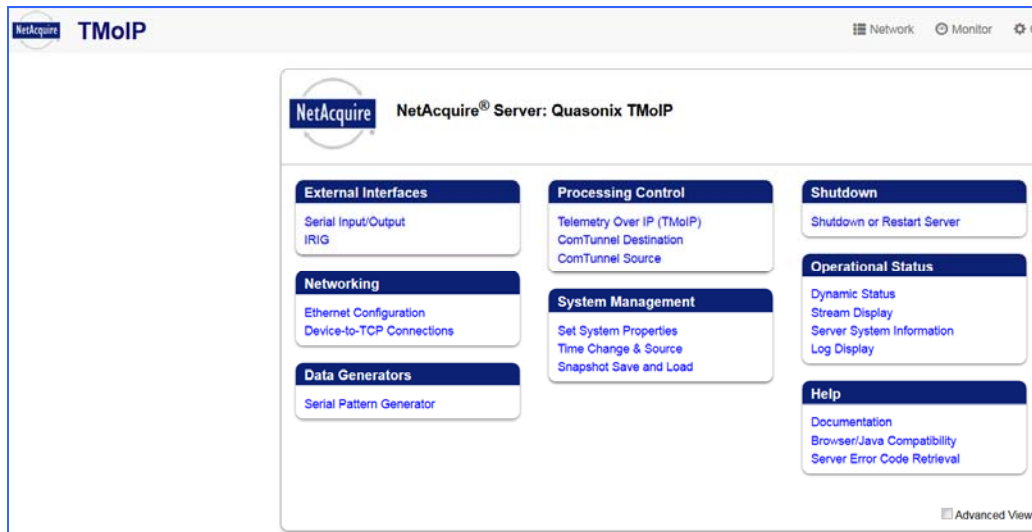 NetAcquire TMoIP
Network Monitor
NetAcquire NetAcquire® Server: Quasonix TMoIP
External Interfaces
Serial Input/Output
IRIG
Networking
Ethernet Configuration
Device-to-TCP Connections
Data Generators
Serial Pattern Generator
Processing Control
Telemetry Over IP (TMoIP)
ComTunnel Destination
ComTunnel Source
System Management
Set System Properties
Time Change & Source
Snapshot Save and Load
Shutdown
Shutdown or Restart Server
Operational Status
Dynamic Status
Stream Display
Server System Information
Log Display
Help
Documentation
Browser/Java Compatibility
Server Error Code Retrieval
Advanced View